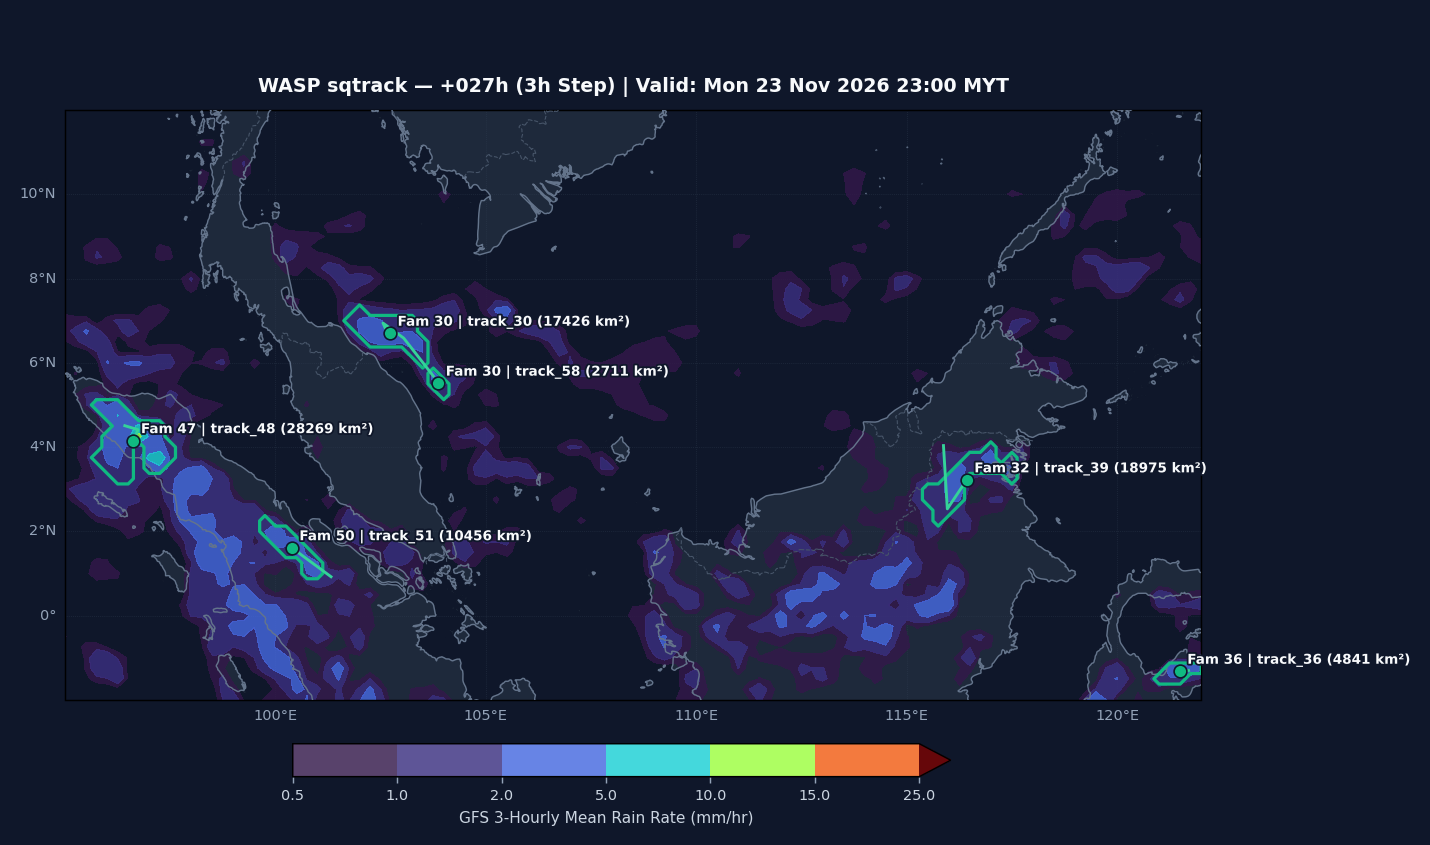 WASP sqtrack — +027h (3h Step) | Valid: Mon 23 Nov 2026 23:00 MYT
10°N
8°N
Fam 30 | track_30 (17426 km²)
6°N
Fam 30 | track_58 (2711 km²)
Fam 47 | track_48 (28269 km²)
4°N
Fam 32 | track_39 (18975 km²)
2°N
Fam 50 | track_51 (10456 km²)
0°
Fam 36 | track_36 (4841 km²)
100°E 105°E 110°E 115°E 120°E
0.5 1.0 2.0 5.0 10.0 15.0 25.0
GFS 3-Hourly Mean Rain Rate (mm/hr)